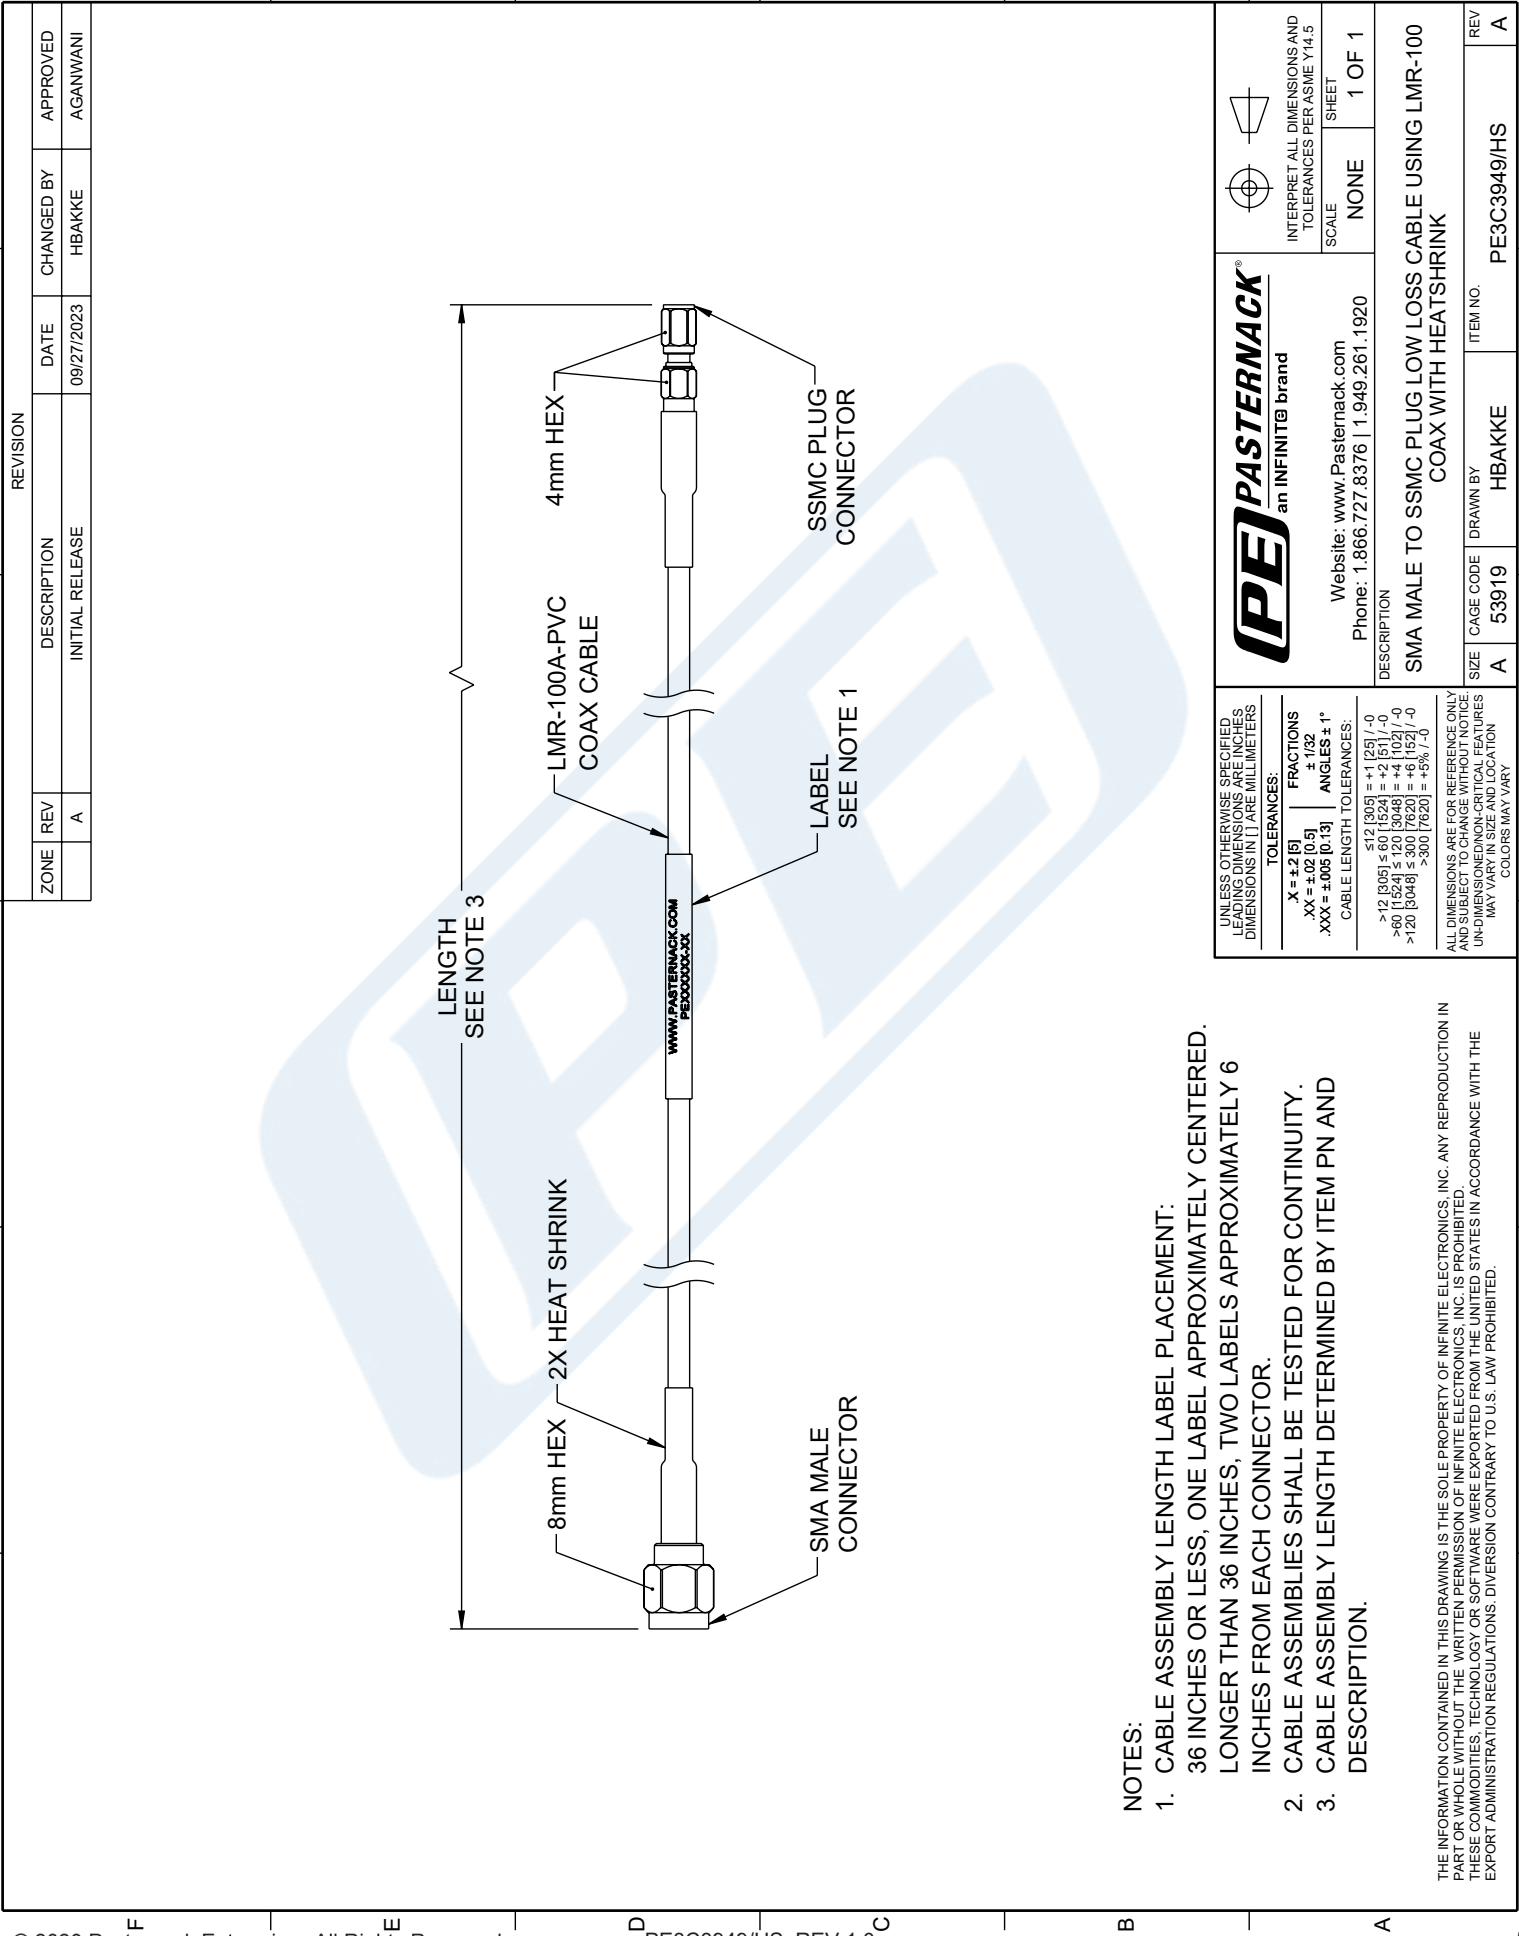 REVISION
ZONE REV DESCRIPTION DATE CHANGED BY APPROVED
A INITIAL RELEASE 09/27/2023 HBAKKE AGANWANI
LENGTH
SEE NOTE 3
8mm HEX
2X HEAT SHRINK
LMR-100A-PVC
COAX CABLE
4mm HEX
WWW.PASTERNACK.COM
PEXXXXXX-XX
SMA MALE
CONNECTOR
LABEL
SEE NOTE 1
SSMC PLUG
CONNECTOR
NOTES:
1. CABLE ASSEMBLY LENGTH LABEL PLACEMENT:
36 INCHES OR LESS, ONE LABEL APPROXIMATELY CENTERED.
LONGER THAN 36 INCHES, TWO LABELS APPROXIMATELY 6
INCHES FROM EACH CONNECTOR.
2. CABLE ASSEMBLIES SHALL BE TESTED FOR CONTINUITY.
3. CABLE ASSEMBLY LENGTH DETERMINED BY ITEM PN AND
DESCRIPTION.
THE INFORMATION CONTAINED IN THIS DRAWING IS THE SOLE PROPERTY OF INFINITE ELECTRONICS, INC. ANY REPRODUCTION IN
PART OR WHOLE WITHOUT THE WRITTEN PERMISSION OF INFINITE ELECTRONICS, INC. IS PROHIBITED.
THESE COMMODITIES, TECHNOLOGY OR SOFTWARE WERE EXPORTED FROM THE UNITED STATES IN ACCORDANCE WITH THE
EXPORT ADMINISTRATION REGULATIONS. DIVERSION CONTRARY TO U.S. LAW PROHIBITED.
UNLESS OTHERWISE SPECIFIED
LEADING DIMENSIONS ARE INCHES
DIMENSIONS IN [ ] ARE MILLIMETERS
TOLERANCES:
.X = ±.2 [5] FRACTIONS
.XX = ±.02 [0.5] ± 1/32
.XXX = ±.005 [0.13] ANGLES ± 1°
CABLE LENGTH TOLERANCES:
≤12 [305] = +1 [25] / -0
>12 [305] ≤ 60 [1524] = +2 [51] / -0
>60 [1524] ≤ 120 [3048] = +4 [102] / -0
>120 [3048] ≤ 300 [7620] = +6 [152] / -0
>300 [7620] = +5% / -0
ALL DIMENSIONS ARE FOR REFERENCE ONLY
AND SUBJECT TO CHANGE WITHOUT NOTICE.
UN-DIMENSIONED/NON-CRITICAL FEATURES
MAY VARY IN SIZE AND LOCATION
COLORS MAY VARY
PE PASTERNACK®
an INFINITE brand
Website: www.Pasternack.com
Phone: 1.866.727.8376 | 1.949.261.1920
INTERPRET ALL DIMENSIONS AND
TOLERANCES PER ASME Y14.5
SCALE SHEET
NONE 1 OF 1
DESCRIPTION
SMA MALE TO SSMC PLUG LOW LOSS CABLE USING LMR-100
COAX WITH HEATSHRINK
SIZE CAGE CODE DRAWN BY ITEM NO. REV
A 53919 HBAKKE PE3C3949/HS A
F
E
D
C
B
A
PE